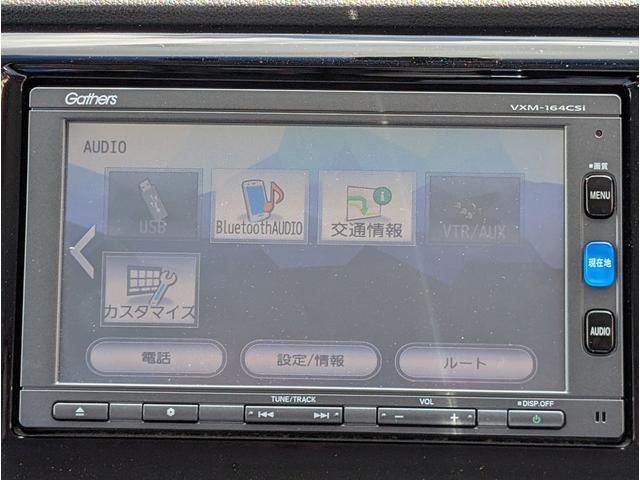 Gathers
VXM-164CSi
AUDIO
■画質
MENU
USB
BluetoothAUDIO
交通情報
VTR/AUX
現在地
カスタマイズ
AUDIO
電話
設定/情報
ルート
TUNE/TRACK
VOL
■DISP.OFF